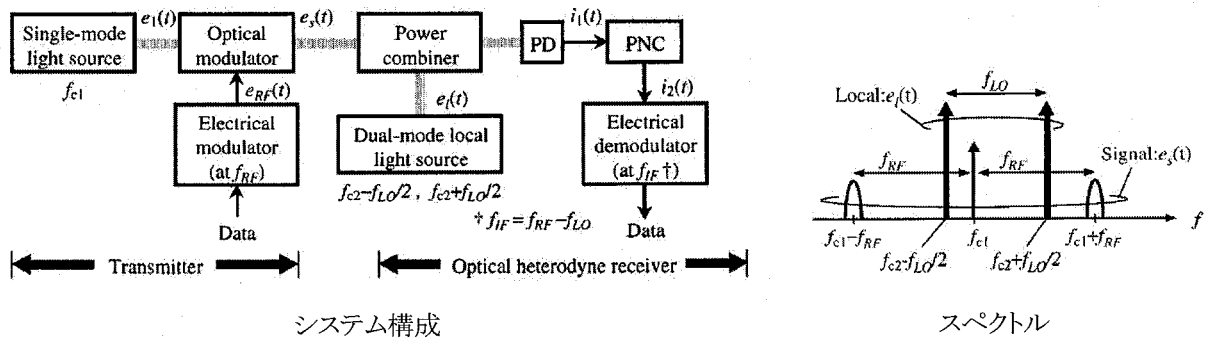 Single-mode
light source
f_c1
e_1(t)
Optical
modulator
e_s(t)
Power
combiner
PD
i_1(t)
PNC
e_RF(t)
e_l(t)
i_2(t)
Electrical
modulator
(at f_RF)
Dual-mode local
light source
f_c2−f_LO/2 , f_c2+f_LO/2
Electrical
demodulator
(at f_IF †)
† f_IF = f_RF − f_LO
Data
Data
Transmitter
Optical heterodyne receiver
システム構成
f_LO
Local:e_l(t)
Signal:e_s(t)
f_RF
f_RF
f
f_c1−f_RF
f_c1
f_c1+f_RF
f_c2−f_LO/2
f_c2+f_LO/2
スペクトル